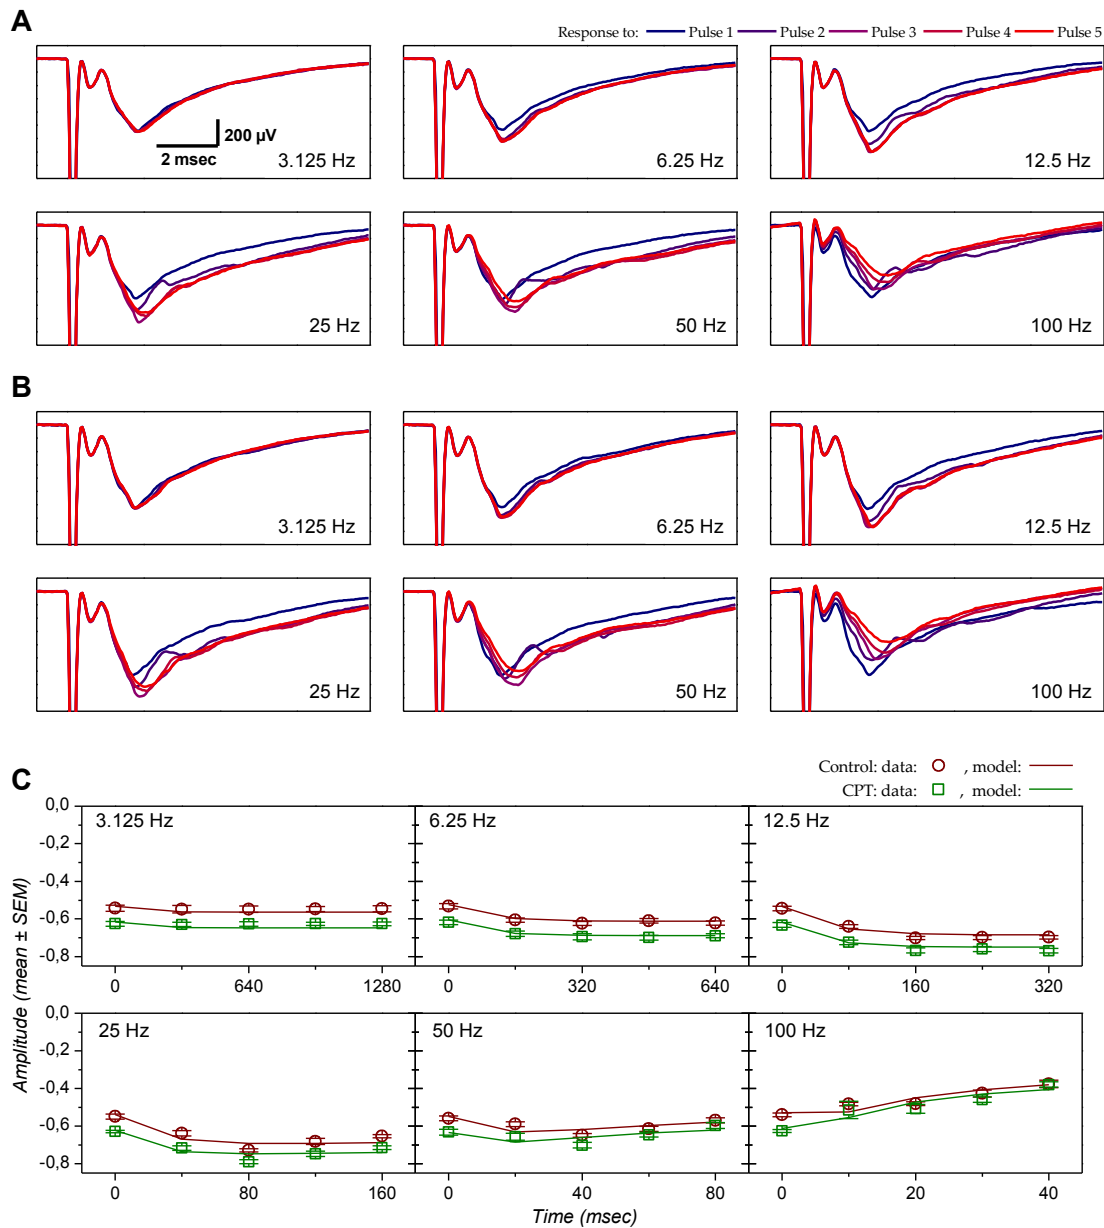 A
Response to: Pulse 1 Pulse 2 Pulse 3 Pulse 4 Pulse 5
200 µV
2 msec
3.125 Hz
6.25 Hz
12.5 Hz
25 Hz
50 Hz
100 Hz
B
3.125 Hz
6.25 Hz
12.5 Hz
25 Hz
50 Hz
100 Hz
C
Control: data: , model:
CPT: data: , model:
Amplitude (mean ± SEM)
0,0
-0,2
-0,4
-0,6
-0,8
3.125 Hz
6.25 Hz
12.5 Hz
0 640 1280
0 320 640
0 160 320
0,0
-0,2
-0,4
-0,6
-0,8
25 Hz
50 Hz
100 Hz
0 80 160
0 40 80
0 20 40
Time (msec)